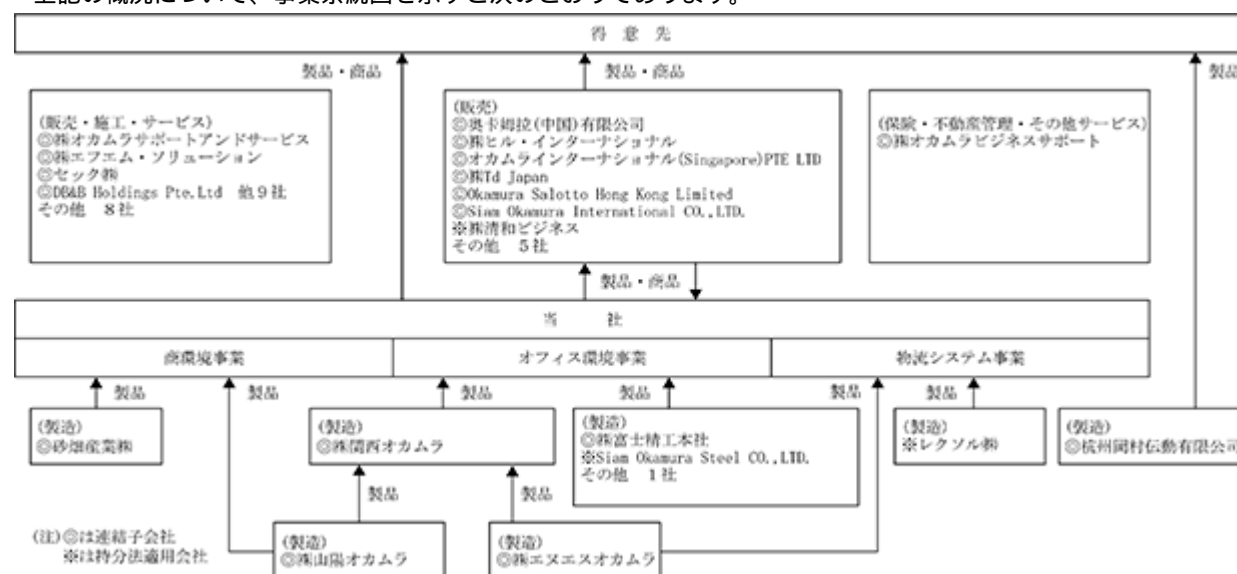 上記の概況について、事業系統図を示すと次のとおりであります。
得 意 先
製品・商品
製品・商品
製品
(販売・施工・サービス)
◎㈱オカムラサポートアンドサービス
◎㈱エフエム・ソリューション
◎セック㈱
◎DB&B Holdings Pte.Ltd 他9社
その他 8社
(販売)
◎奥卡姆拉(中国)有限公司
◎㈱ヒル・インターナショナル
◎オカムラインターナショナル(Singapore)PTE LTD
◎㈱Td Japan
◎Okamura Salotto Hong Kong Limited
◎Siam Okamura International CO.,LTD.
※㈱清和ビジネス
その他 5社
(保険・不動産管理・その他サービス)
◎㈱オカムラビジネスサポート
製品・商品
当 社
商環境事業
オフィス環境事業
物流システム事業
製品
製品
製品
製品
製品
製品
(製造)
◎砂畑産業㈱
(製造)
◎㈱関西オカムラ
(製造)
◎㈱富士精工本社
※Siam Okamura Steel CO.,LTD.
その他 1社
(製造)
※レクソル㈱
(製造)
◎杭州岡村伝動有限公司
製品
製品
(注)◎は連結子会社
※は持分法適用会社
(製造)
◎㈱山陽オカムラ
(製造)
◎㈱エヌエスオカムラ